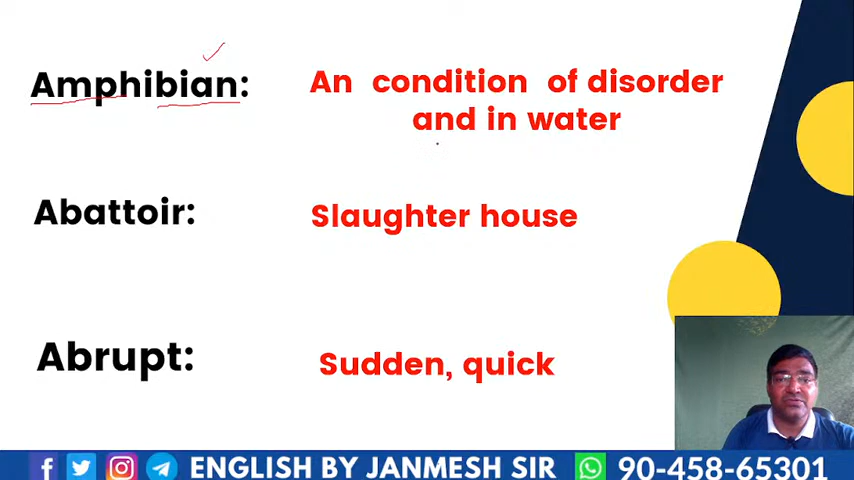 Amphibian: An condition of disorder
and in water
Abattoir: Slaughter house
Abrupt: Sudden, quick
ENGLISH BY JANMESH SIR 90-458-65301